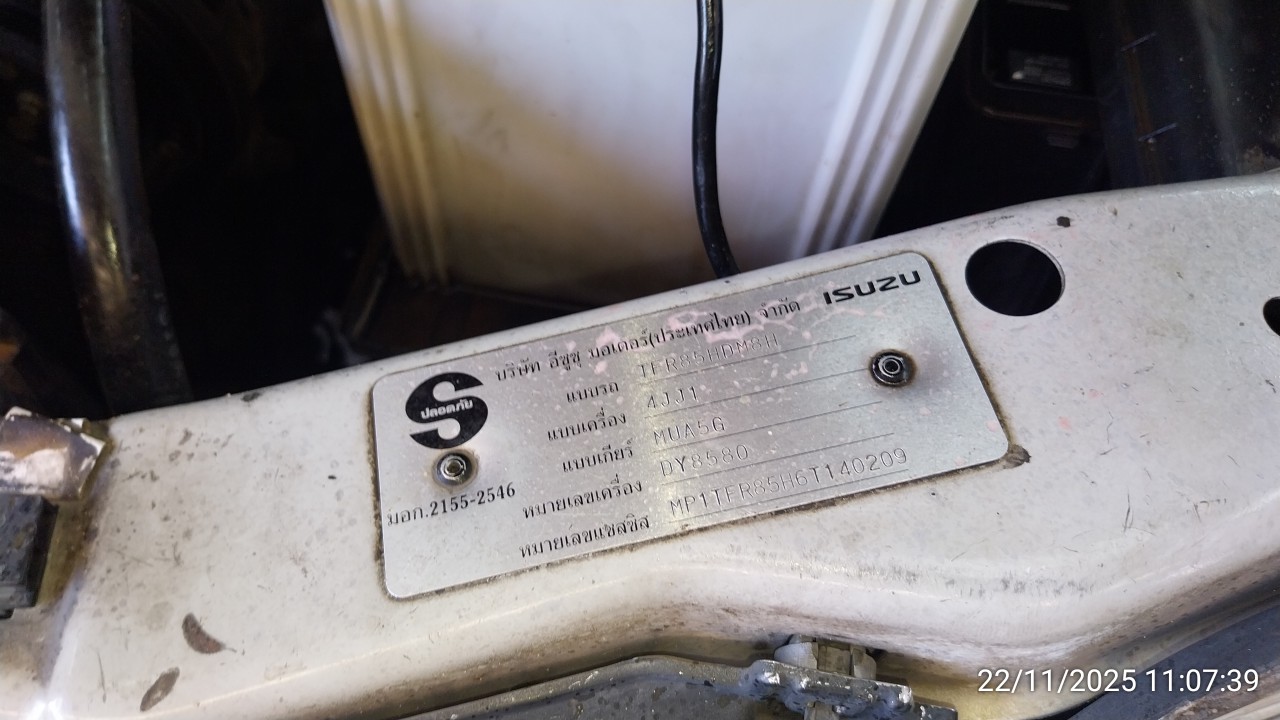 บริษัท อีซูซุ มอเตอร์(ประเทศไทย) จำกัด ISUZU
ปลอดภัย
แบบรถ TFR85HDM8H
แบบเครื่อง 4JJ1
แบบเกียร์ MUA5G
หมายเลขเครื่อง DY8580
หมายเลขแชสซิส MP1TFR85H6T140209
มอก.2155-2546
22/11/2025 11:07:39